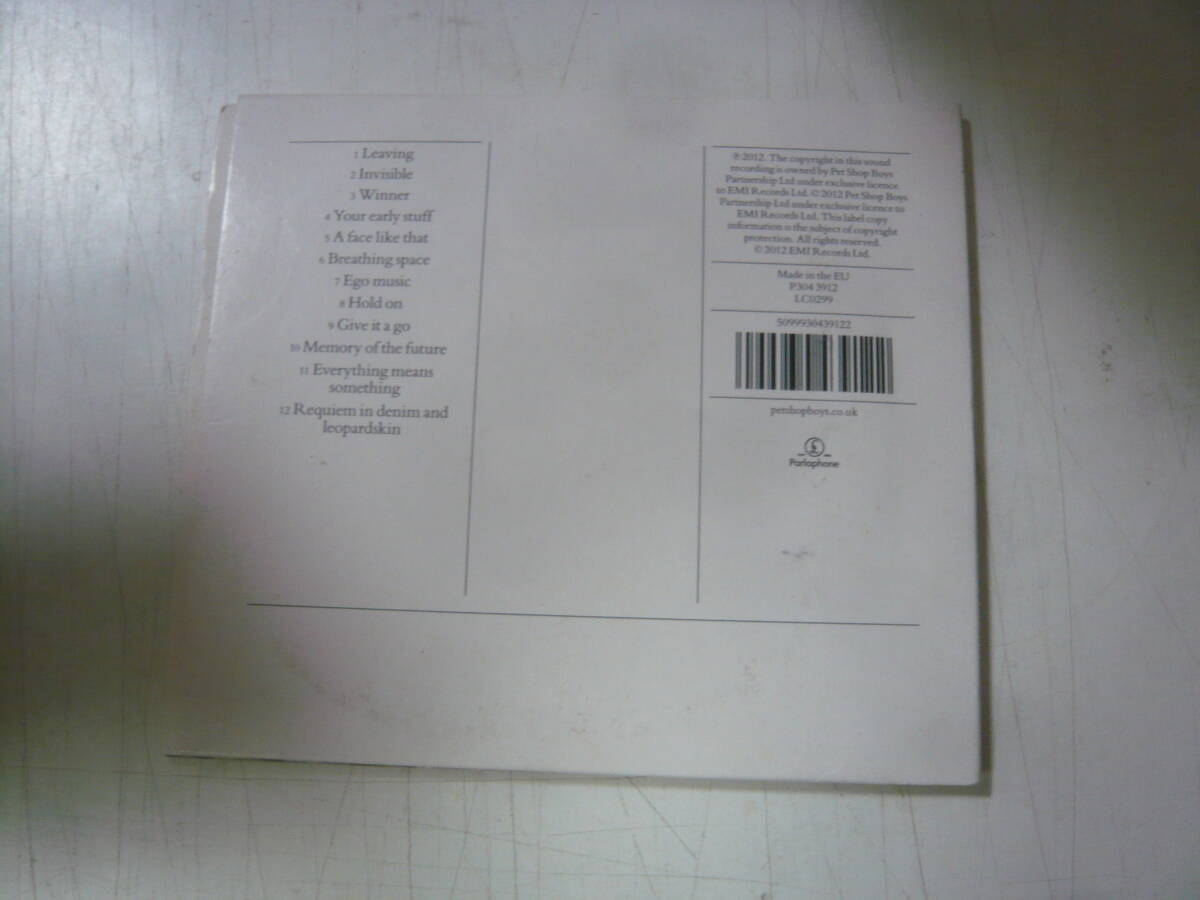 1 Leaving
2 Invisible
3 Winner
4 Your early stuff
5 A face like that
6 Breathing space
7 Ego music
8 Hold on
9 Give it a go
10 Memory of the future
11 Everything means
something
12 Requiem in denim and
leopardskin
℗ 2012. The copyright in this sound
recording is owned by Pet Shop Boys
Partnership Ltd under exclusive licence
to EMI Records Ltd. © 2012 Pet Shop Boys
Partnership Ltd under exclusive licence to
EMI Records Ltd. This label copy
information is the subject of copyright
protection. All rights reserved.
© 2012 EMI Records Ltd.
Made in the EU
P304 3912
LC0299
5099930439122
petshopboys.co.uk
Parlophone